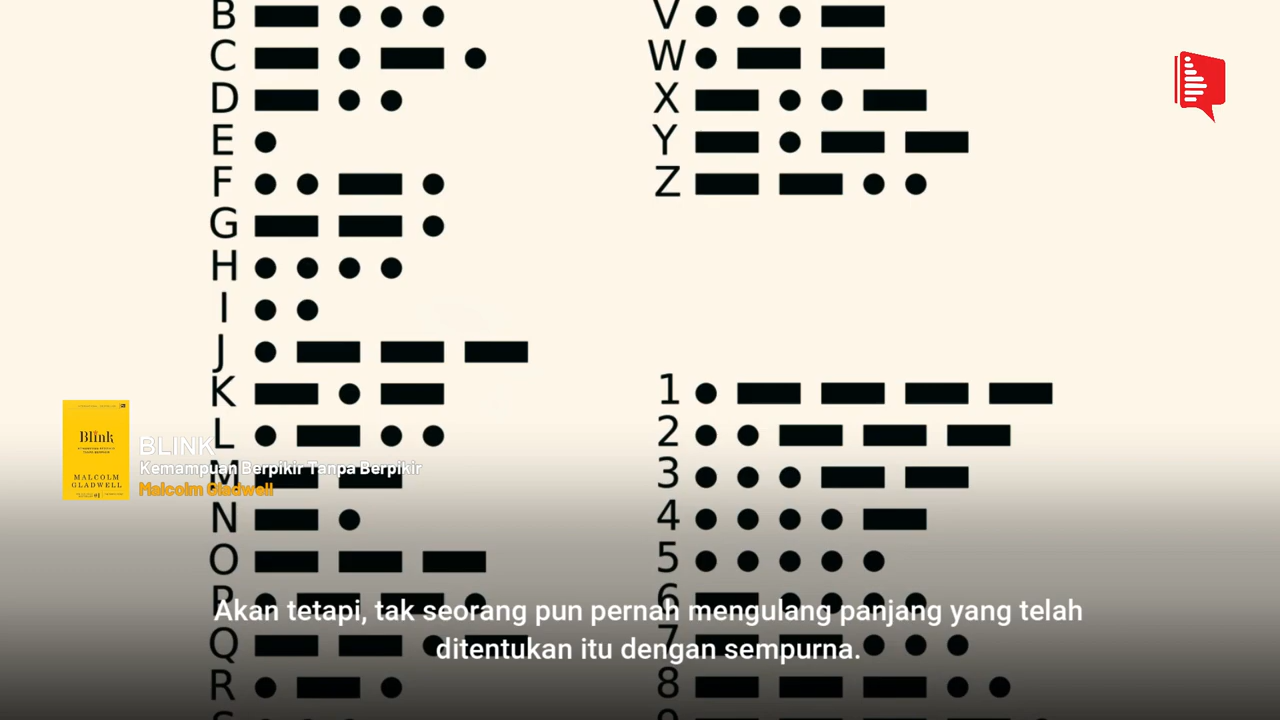 B
C
D
E
F
G
H
I
J
K
L
M
N
O
P
Q
R
V
W
X
Y
Z
1
2
3
4
5
6
7
8
Blink
MALCOLM
GLADWELL
BLINK
Kemampuan Berpikir Tanpa Berpikir
Malcolm Gladwell
Akan tetapi, tak seorang pun pernah mengulang panjang yang telah
ditentukan itu dengan sempurna.